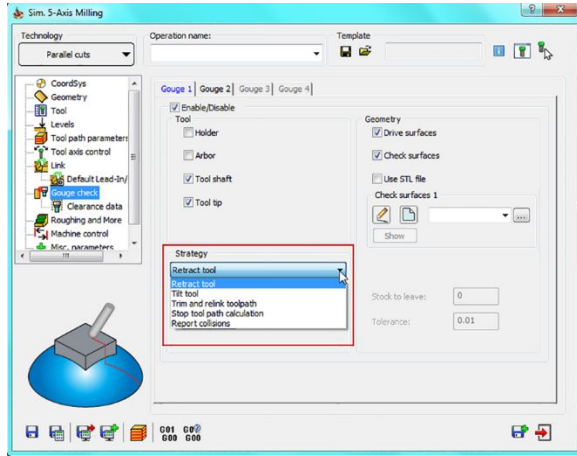 Sim. 5-Axis Milling
Technology
Operation name:
Template
Parallel cuts
CoordSys
Geometry
Tool
Levels
Tool path parameters
Tool axis control
Link
Default Lead-In/
Gouge check
Clearance data
Roughing and More
Machine control
Misc. parameters
Gouge 1
Gouge 2
Gouge 3
Gouge 4
Enable/Disable
Tool
Holder
Arbor
Tool shaft
Tool tip
Geometry
Drive surfaces
Check surfaces
Use STL file
Check surfaces 1
...
Show
Strategy
Retract tool
Retract tool
Tilt tool
Trim and relink toolpath
Stop tool path calculation
Report collisions
Stock to leave:
0
Tolerance:
0.01
G01 G0?
G00 G00